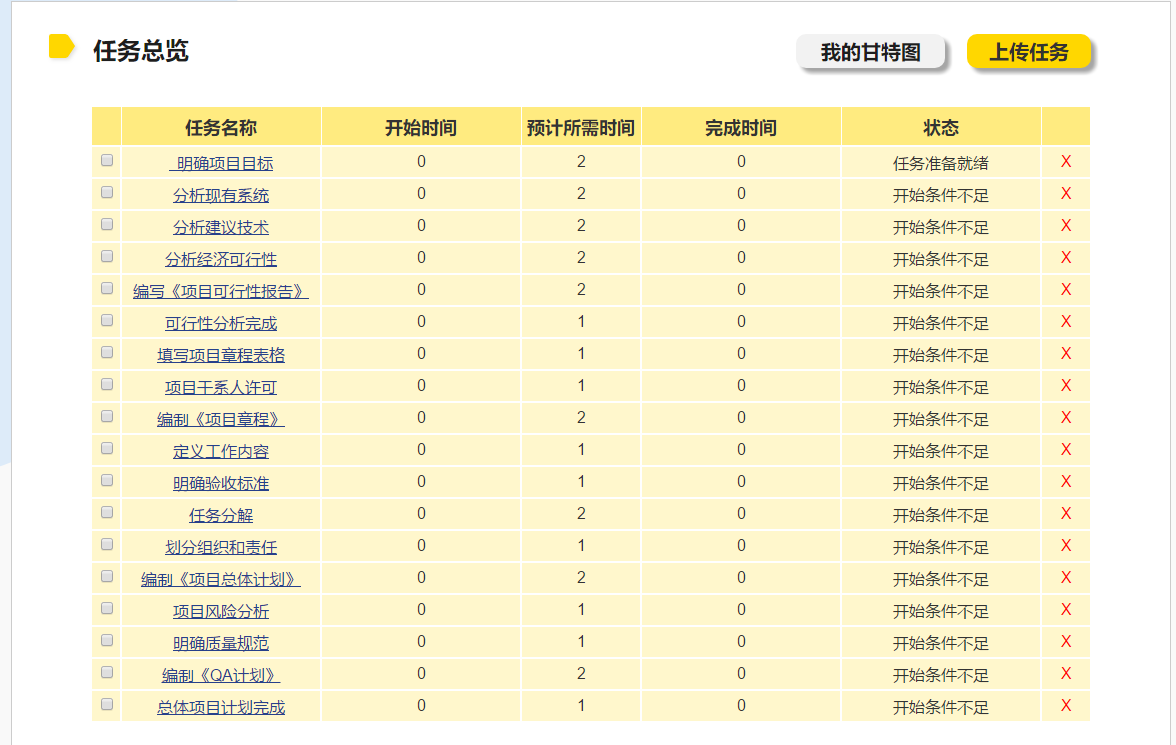 任务总览
我的甘特图 上传任务
任务名称 开始时间 预计所需时间 完成时间 状态
明确项目目标 0 2 0 任务准备就绪 X
分析现有系统 0 2 0 开始条件不足 X
分析建议技术 0 2 0 开始条件不足 X
分析经济可行性 0 2 0 开始条件不足 X
编写《项目可行性报告》 0 2 0 开始条件不足 X
可行性分析完成 0 1 0 开始条件不足 X
填写项目章程表格 0 1 0 开始条件不足 X
项目干系人许可 0 1 0 开始条件不足 X
编制《项目章程》 0 2 0 开始条件不足 X
定义工作内容 0 1 0 开始条件不足 X
明确验收标准 0 1 0 开始条件不足 X
任务分解 0 2 0 开始条件不足 X
划分组织和责任 0 1 0 开始条件不足 X
编制《项目总体计划》 0 2 0 开始条件不足 X
项目风险分析 0 1 0 开始条件不足 X
明确质量规范 0 1 0 开始条件不足 X
编制《QA计划》 0 2 0 开始条件不足 X
总体项目计划完成 0 1 0 开始条件不足 X